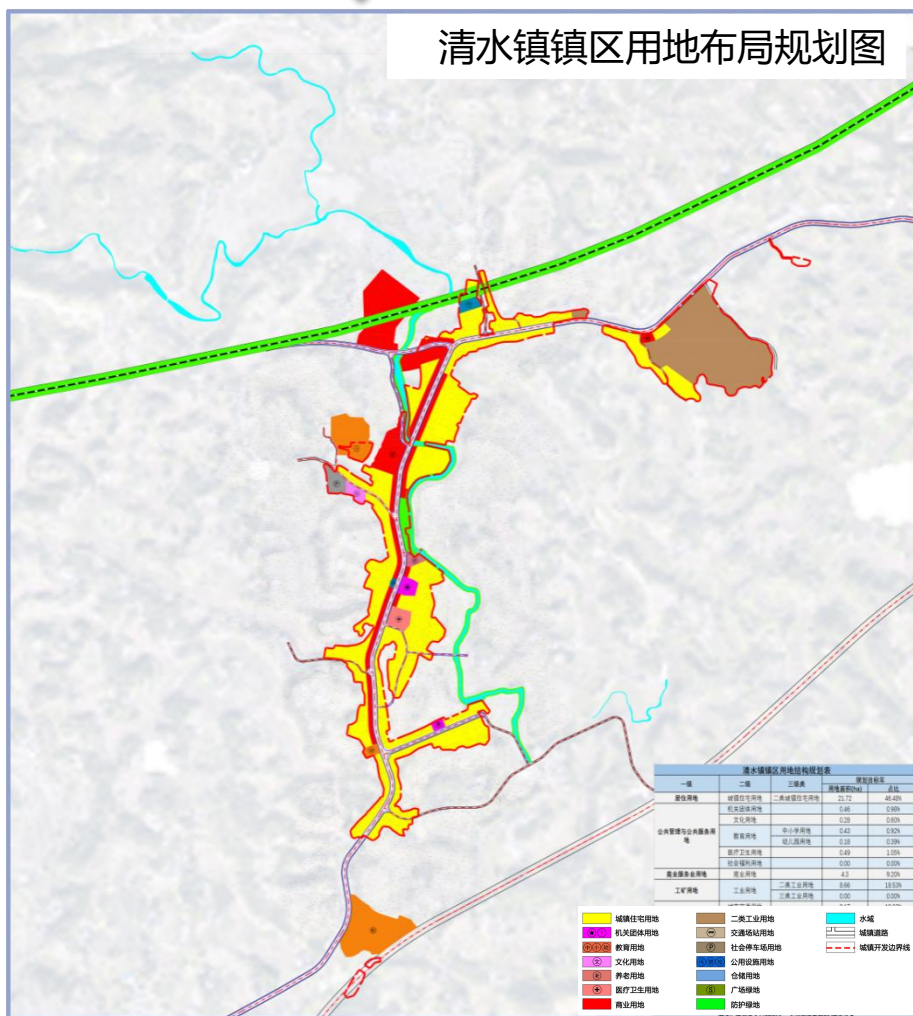 清水镇镇区用地布局规划图
清水镇镇区用地结构规划表
一级 二级 三级类 规划目标年
用地面积(ha) 占比
居住用地 城镇住宅用地 二类城镇住宅用地 21.72 46.48%
公共管理与公共服务用地 机关团体用地 0.46 0.98%
文化用地 0.28 0.60%
教育用地 中小学用地 0.43 0.92%
幼儿园用地 0.18 0.39%
医疗卫生用地 0.49 1.05%
社会福利用地 0.00 0.00%
商业服务业用地 商业用地 4.3 9.20%
工矿用地 工业用地 二类工业用地 8.66 18.53%
三类工业用地 0.00 0.00%
城镇住宅用地 二类工业用地 水域
机关团体用地 交通场站用地 城镇道路
教育用地 P 社会停车场用地 城镇开发边界线
文 文化用地 公用设施用地
养老用地 仓储用地
医疗卫生用地 S 广场绿地
商业用地 防护绿地